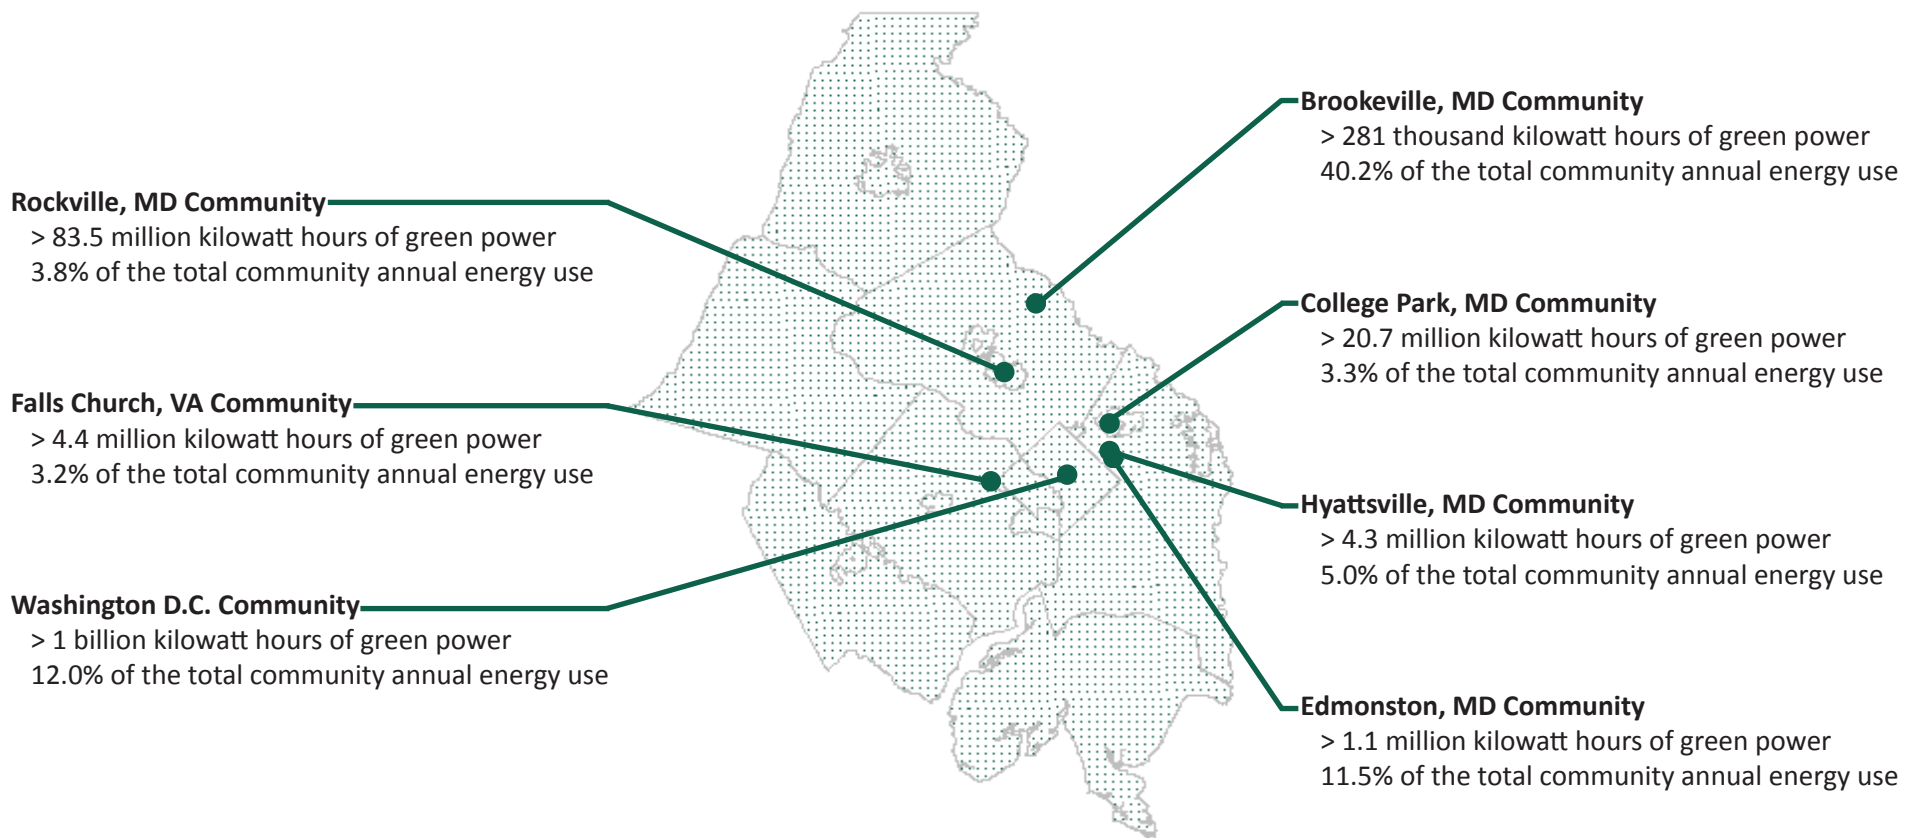 Rockville, MD Community
> 83.5 million kilowatt hours of green power
3.8% of the total community annual energy use
Falls Church, VA Community
> 4.4 million kilowatt hours of green power
3.2% of the total community annual energy use
Washington D.C. Community
> 1 billion kilowatt hours of green power
12.0% of the total community annual energy use
Brookeville, MD Community
> 281 thousand kilowatt hours of green power
40.2% of the total community annual energy use
College Park, MD Community
> 20.7 million kilowatt hours of green power
3.3% of the total community annual energy use
Hyattsville, MD Community
> 4.3 million kilowatt hours of green power
5.0% of the total community annual energy use
Edmonston, MD Community
> 1.1 million kilowatt hours of green power
11.5% of the total community annual energy use